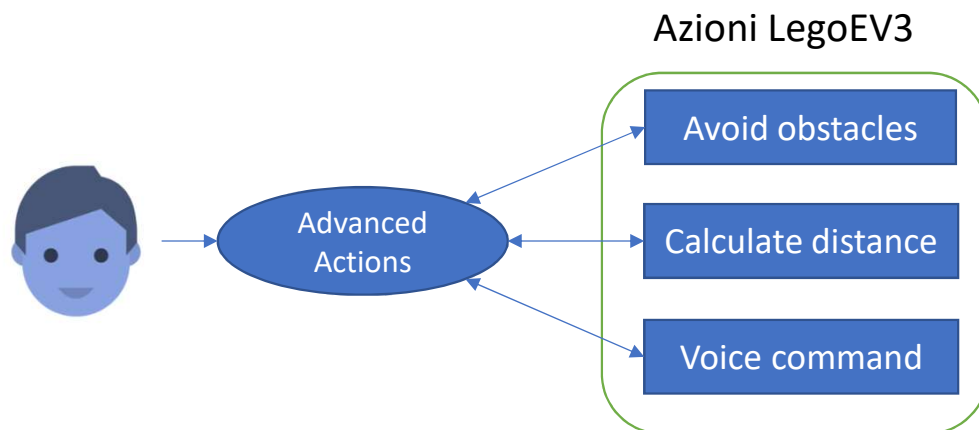 Azioni LegoEV3
Avoid obstacles
Advanced
Actions
Calculate distance
Voice command